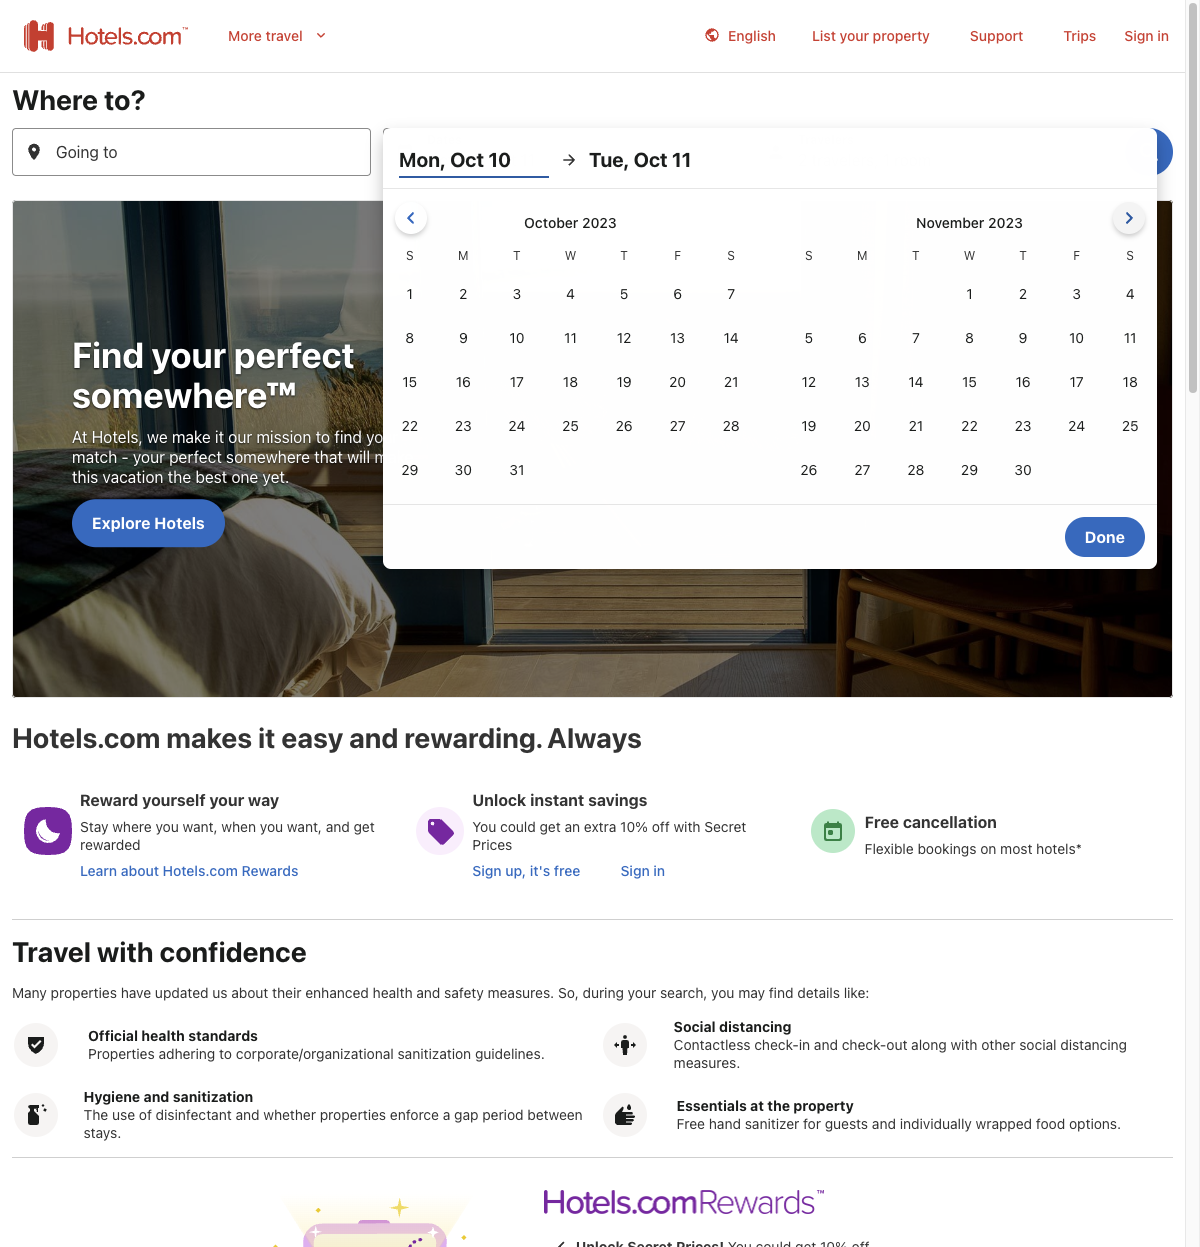 Hotels.com™
More travel
English
List your property
Support
Trips
Sign in
Where to?
Going to
Mon, Oct 10
Tue, Oct 11
October 2023
S M T W T F S
1 2 3 4 5 6 7
8 9 10 11 12 13 14
15 16 17 18 19 20 21
22 23 24 25 26 27 28
29 30 31
November 2023
S M T W T F S
1 2 3 4
5 6 7 8 9 10 11
12 13 14 15 16 17 18
19 20 21 22 23 24 25
26 27 28 29 30
Done
Find your perfect
somewhere™
At Hotels, we make it our mission to find
match - your perfect somewhere that will
this vacation the best one yet.
Explore Hotels
Hotels.com makes it easy and rewarding. Always
Reward yourself your way
Stay where you want, when you want, and get
rewarded
Learn about Hotels.com Rewards
Unlock instant savings
You could get an extra 10% off with Secret
Prices
Sign up, it's free
Sign in
Free cancellation
Flexible bookings on most hotels*
Travel with confidence
Many properties have updated us about their enhanced health and safety measures. So, during your search, you may find details like:
Official health standards
Properties adhering to corporate/organizational sanitization guidelines.
Social distancing
Contactless check-in and check-out along with other social distancing
measures.
Hygiene and sanitization
The use of disinfectant and whether properties enforce a gap period between
stays.
Essentials at the property
Free hand sanitizer for guests and individually wrapped food options.
Hotels.com Rewards™
Unlock Secret Prices! You could get 10% off